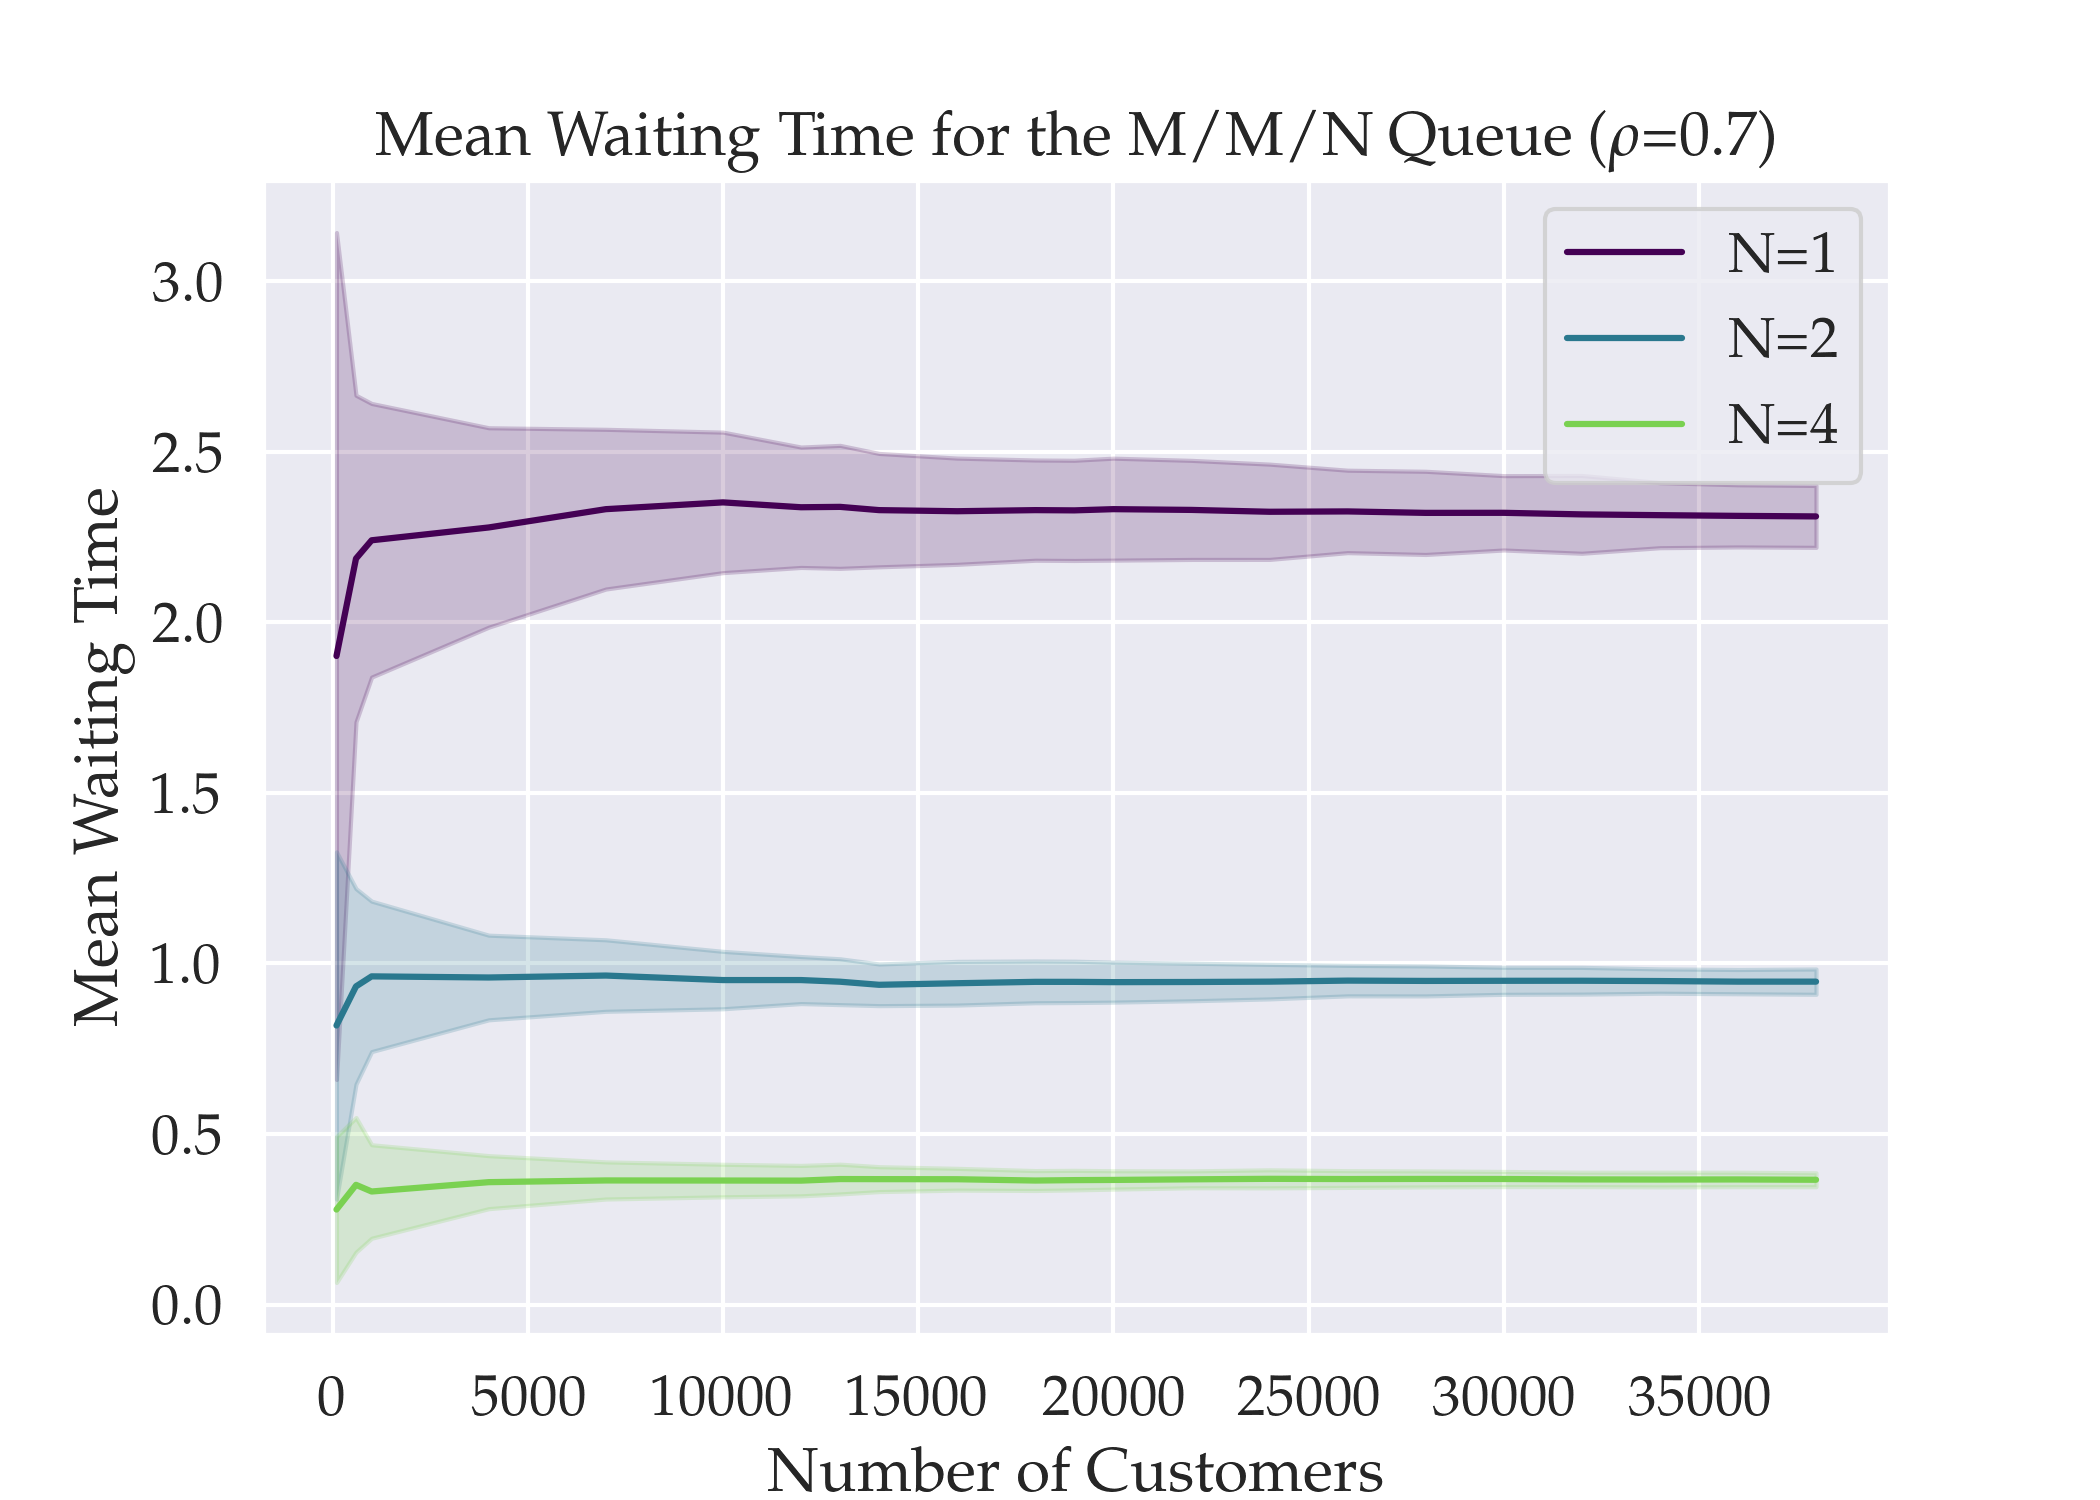 Mean Waiting Time for the M/M/N Queue (ρ=0.7)
N=1
N=2
N=4
Mean Waiting Time
3.0
2.5
2.0
1.5
1.0
0.5
0.0
0 5000 10000 15000 20000 25000 30000 35000
Number of Customers